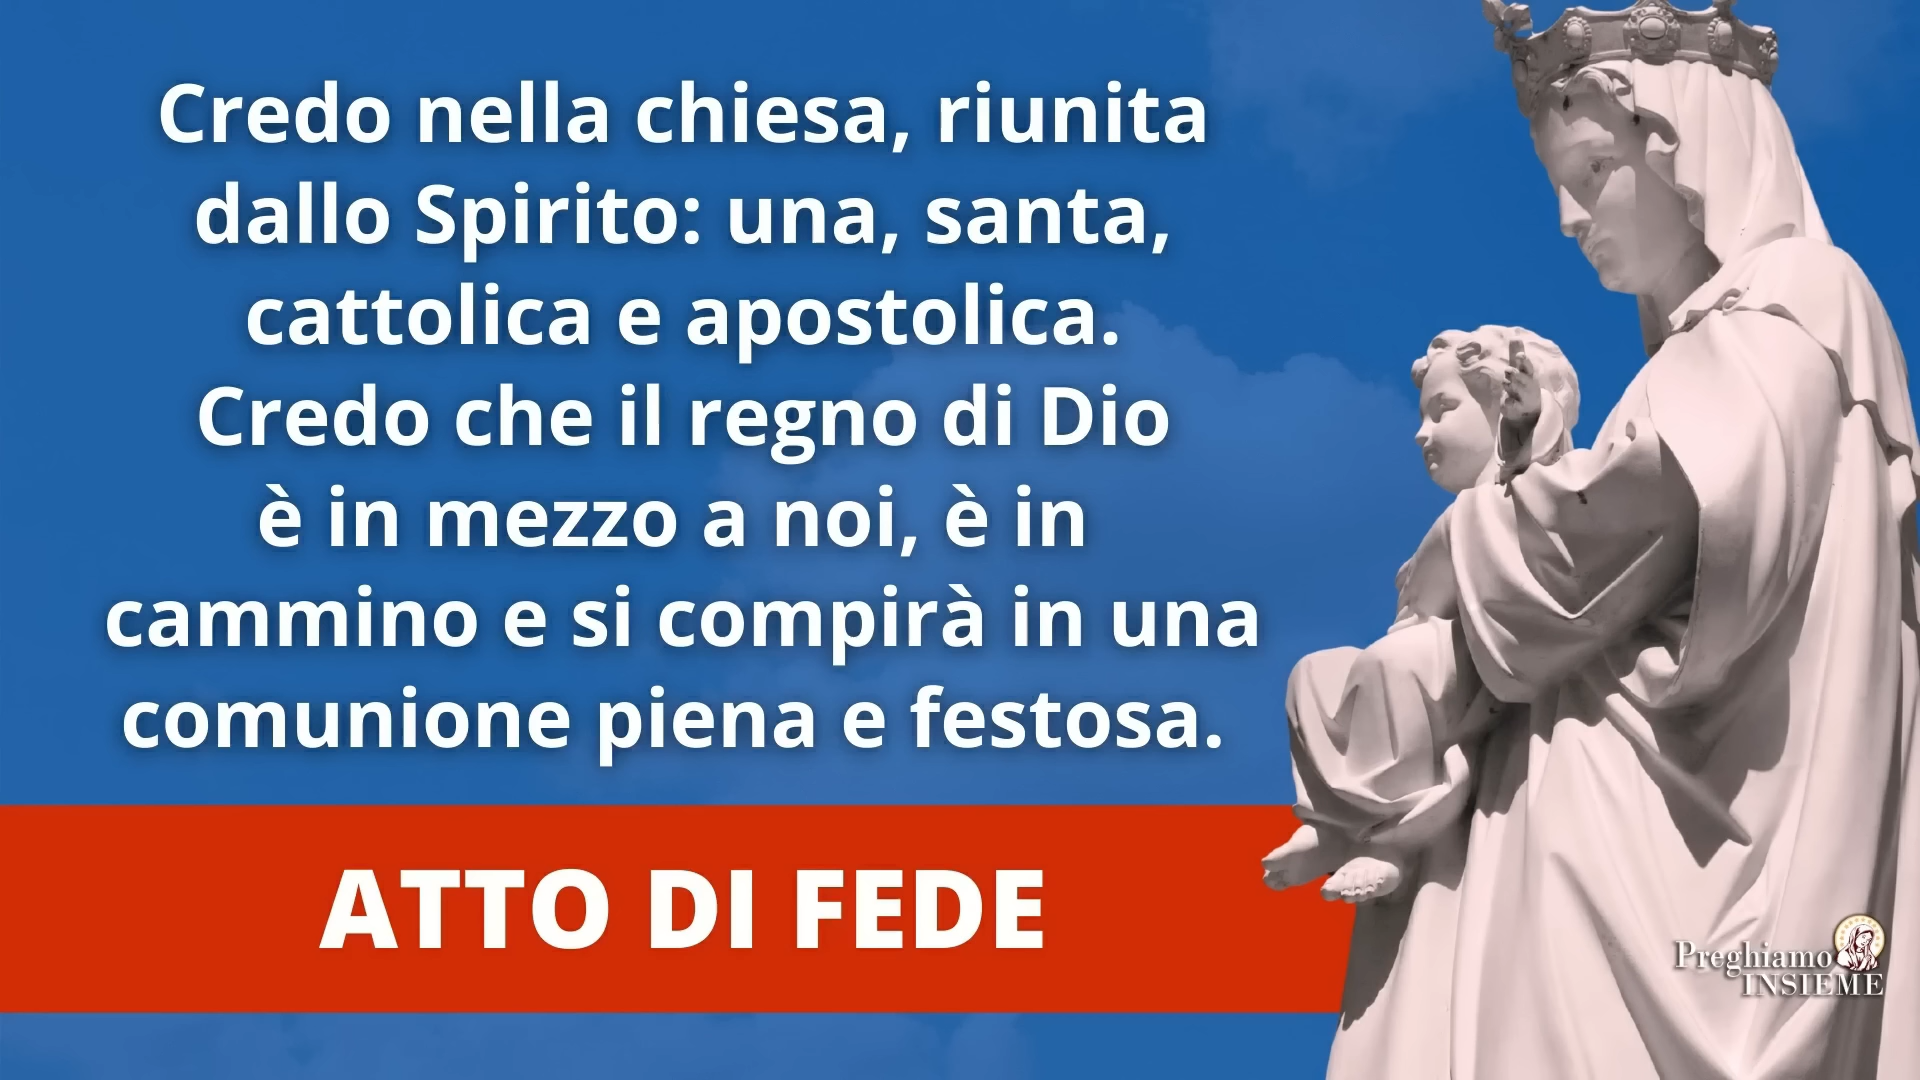 Credo nella chiesa, riunita
dallo Spirito: una, santa,
cattolica e apostolica.
Credo che il regno di Dio
è in mezzo a noi, è in
cammino e si compirà in una
comunione piena e festosa.
ATTO DI FEDE
Preghiamo
INSIEME